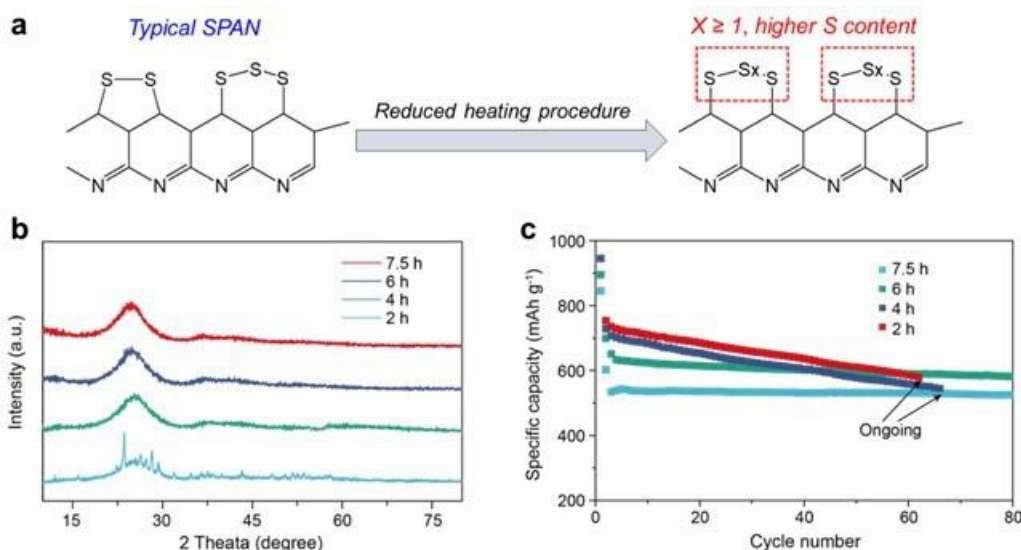 a
Typical SPAN
X ≥ 1, higher S content
S S S S S
Reduced heating procedure
S Sx S S Sx S
N N N N
N N N N
b
7.5 h
6 h
4 h
2 h
Intensity (a.u.)
15 30 45 60 75
2 Theata (degree)
c
1000
800
600
400
200
Specific capacity (mAh g⁻¹)
7.5 h
6 h
4 h
2 h
Ongoing
0 20 40 60 80
Cycle number